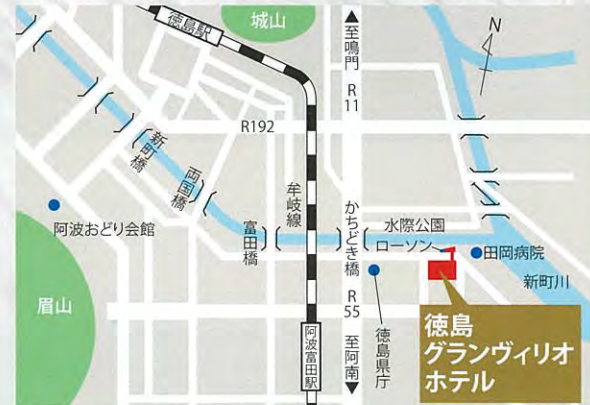 徳島駅
城山
▲至鳴門 R11
N
R192
新町橋
両国橋
牟岐線
阿波おどり会館
富田橋
かちどき橋
水際公園
ローソン
田岡病院
新町川
眉山
R55
至阿南▼
徳島県庁
阿波富田駅
徳島
グランヴィリオ
ホテル